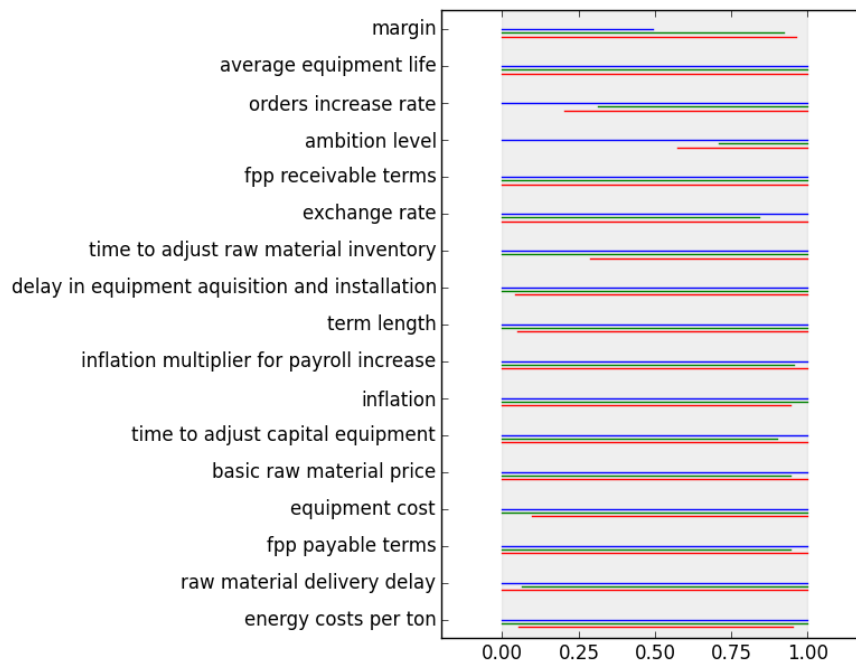 margin
average equipment life
orders increase rate
ambition level
fpp receivable terms
exchange rate
time to adjust raw material inventory
delay in equipment aquisition and installation
term length
inflation multiplier for payroll increase
inflation
time to adjust capital equipment
basic raw material price
equipment cost
fpp payable terms
raw material delivery delay
energy costs per ton
0.00 0.25 0.50 0.75 1.00